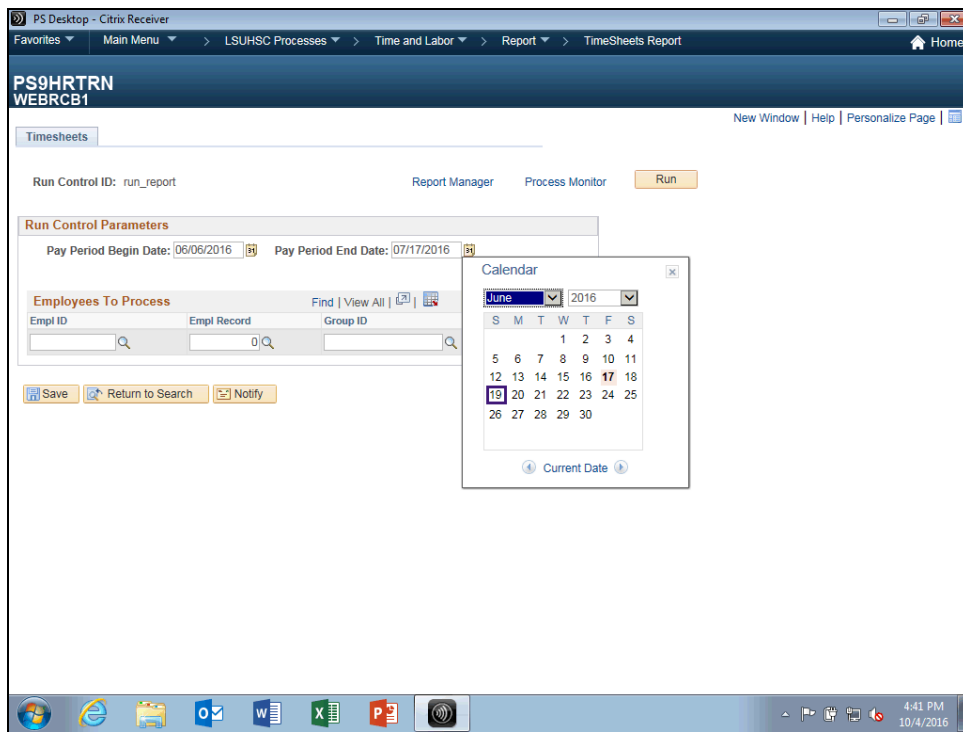 PS Desktop - Citrix Receiver
Favorites Main Menu > LSUHSC Processes > Time and Labor > Report > TimeSheets Report Home
PS9HRTRN
WEBRCB1
New Window | Help | Personalize Page |
Timesheets
Run Control ID: run_report Report Manager Process Monitor Run
Run Control Parameters
Pay Period Begin Date: 06/06/2016 31 Pay Period End Date: 07/17/2016 31
Employees To Process Find | View All | |
Empl ID Empl Record Group ID
0
Save Return to Search Notify
Calendar x
June 2016
S M T W T F S
1 2 3 4
5 6 7 8 9 10 11
12 13 14 15 16 17 18
19 20 21 22 23 24 25
26 27 28 29 30
Current Date
4:41 PM
10/4/2016